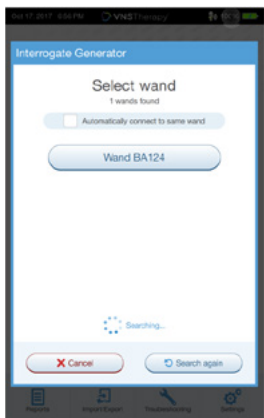 Oct 17, 2017 6:06 PM VNSTherapy
Interrogate Generator
Select wand
1 wands found
Automatically connect to same wand
Wand BA124
Searching...
Cancel
Search again
Reports
Import/Export
Troubleshooting
Settings